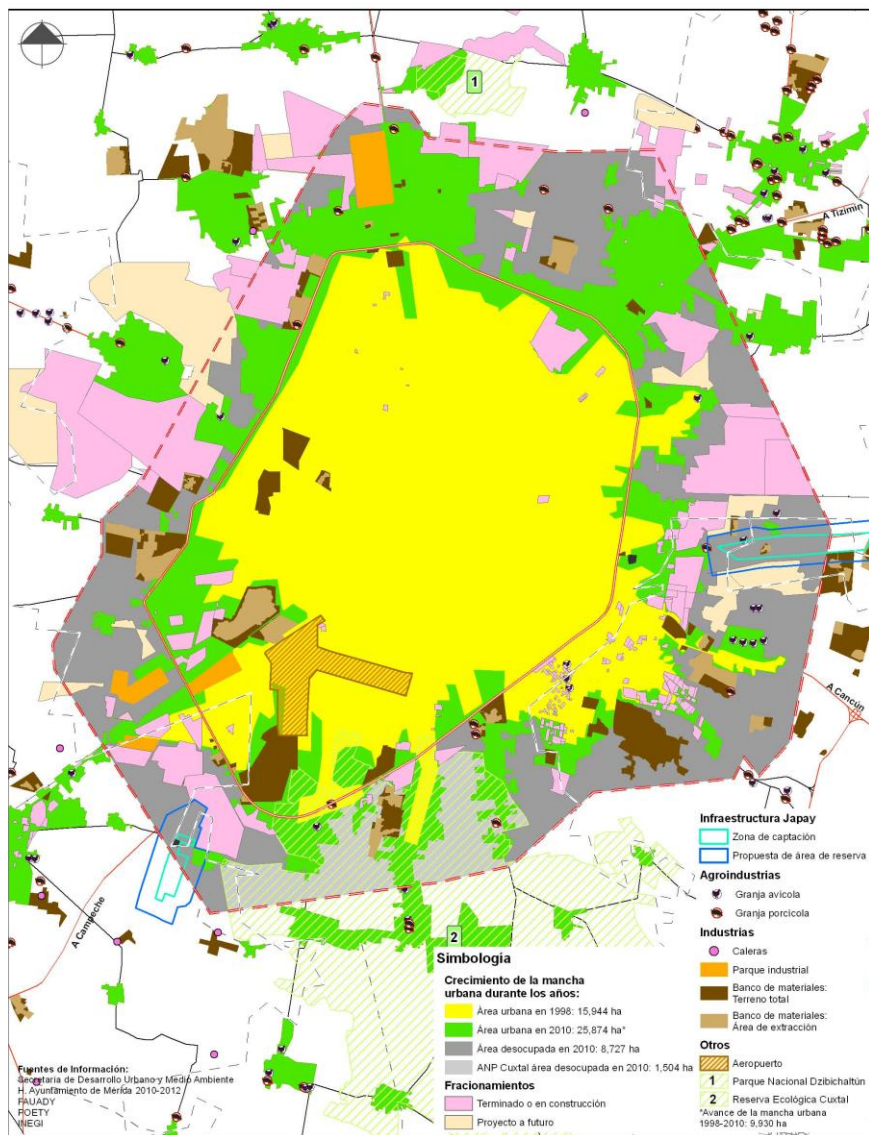 1
A Tizimin
A Cancún
A Campeche
2
Infraestructura Japay
Zona de captación
Propuesta de área de reserva
Agroindustrias
Granja avícola
Granja porcícola
Industrias
Caleras
Parque industrial
Banco de materiales:
Terreno total
Banco de materiales:
Área de extracción
Otros
Aeropuerto
1 Parque Nacional Dzibichaltún
2 Reserva Ecológica Cuxtal
*Avance de la mancha urbana
1998-2010: 9,930 ha
Simbología
Crecimiento de la mancha
urbana durante los años:
Área urbana en 1998: 15,944 ha
Área urbana en 2010: 25,874 ha*
Área desocupada en 2010: 8,727 ha
ANP Cuxtal área desocupada en 2010: 1,504 ha
Fraccionamientos
Terminado o en construcción
Proyecto a futuro
Fuentes de Información:
Secretaria de Desarrollo Urbano y Medio Ambiente
H. Ayuntamiento de Mérida 2010-2012
FAUADY
POETY
INEGI